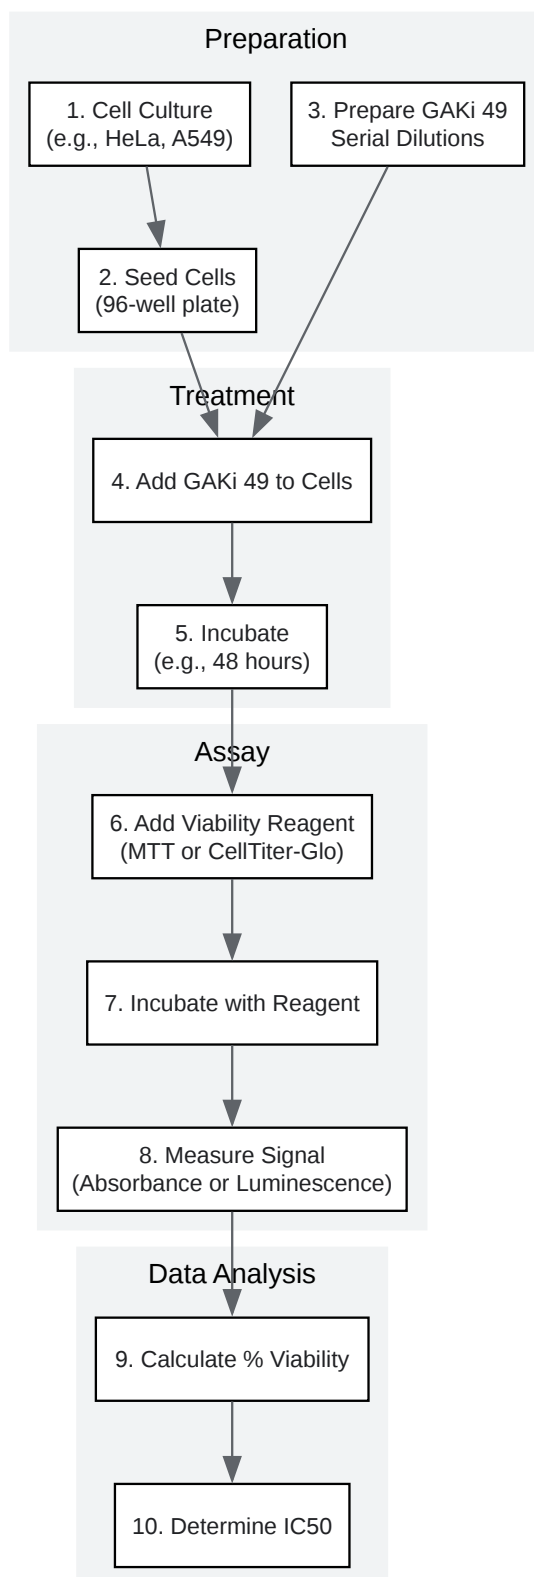 Preparation
1. Cell Culture
(e.g., HeLa, A549)
3. Prepare GAKi 49
Serial Dilutions
2. Seed Cells
(96-well plate)
Treatment
4. Add GAKi 49 to Cells
5. Incubate
(e.g., 48 hours)
Assay
6. Add Viability Reagent
(MTT or CellTiter-Glo)
7. Incubate with Reagent
8. Measure Signal
(Absorbance or Luminescence)
Data Analysis
9. Calculate % Viability
10. Determine IC50